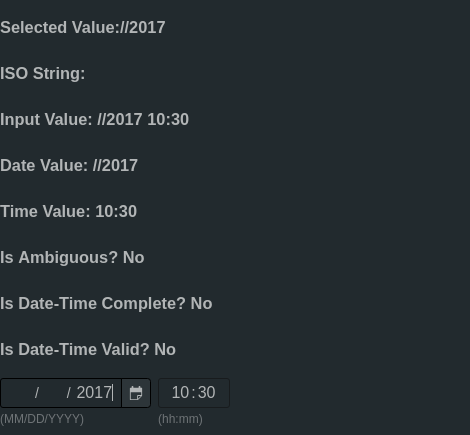 Selected Value://2017
ISO String:
Input Value: //2017 10:30
Date Value: //2017
Time Value: 10:30
Is Ambiguous? No
Is Date-Time Complete? No
Is Date-Time Valid? No
/ / 2017 10:30
(MM/DD/YYYY) (hh:mm)